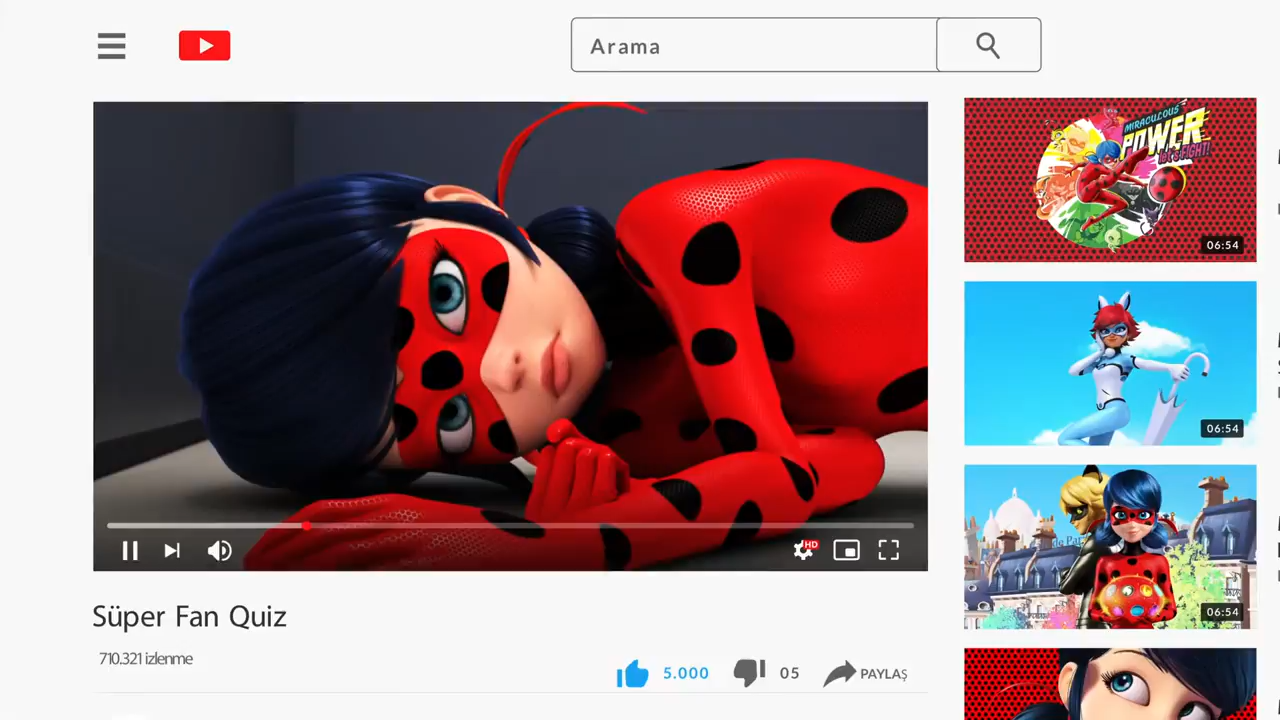 Arama
MIRACULOUS
POWER
let's FIGHT!
06:54
06:54
06:54
HD
Süper Fan Quiz
710.321 izlenme
5.000
05
PAYLAŞ